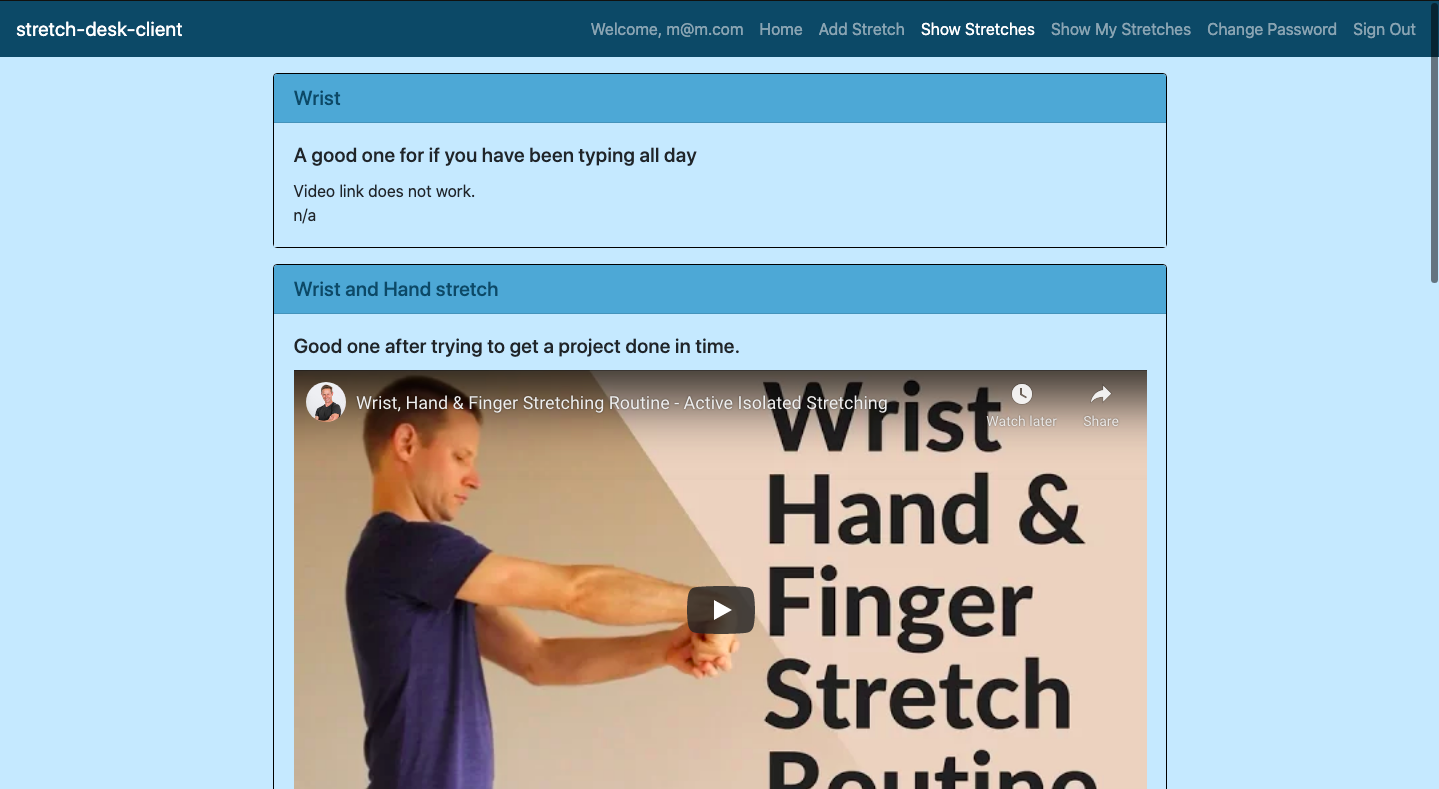 stretch-desk-client Welcome, m@m.com Home Add Stretch Show Stretches Show My Stretches Change Password Sign Out
Wrist
A good one for if you have been typing all day
Video link does not work.
n/a
Wrist and Hand stretch
Good one after trying to get a project done in time.
Wrist, Hand & Finger Stretching Routine - Active Isolated Stretching
Watch later Share
Wrist
Hand &
Finger
Stretch
Routine